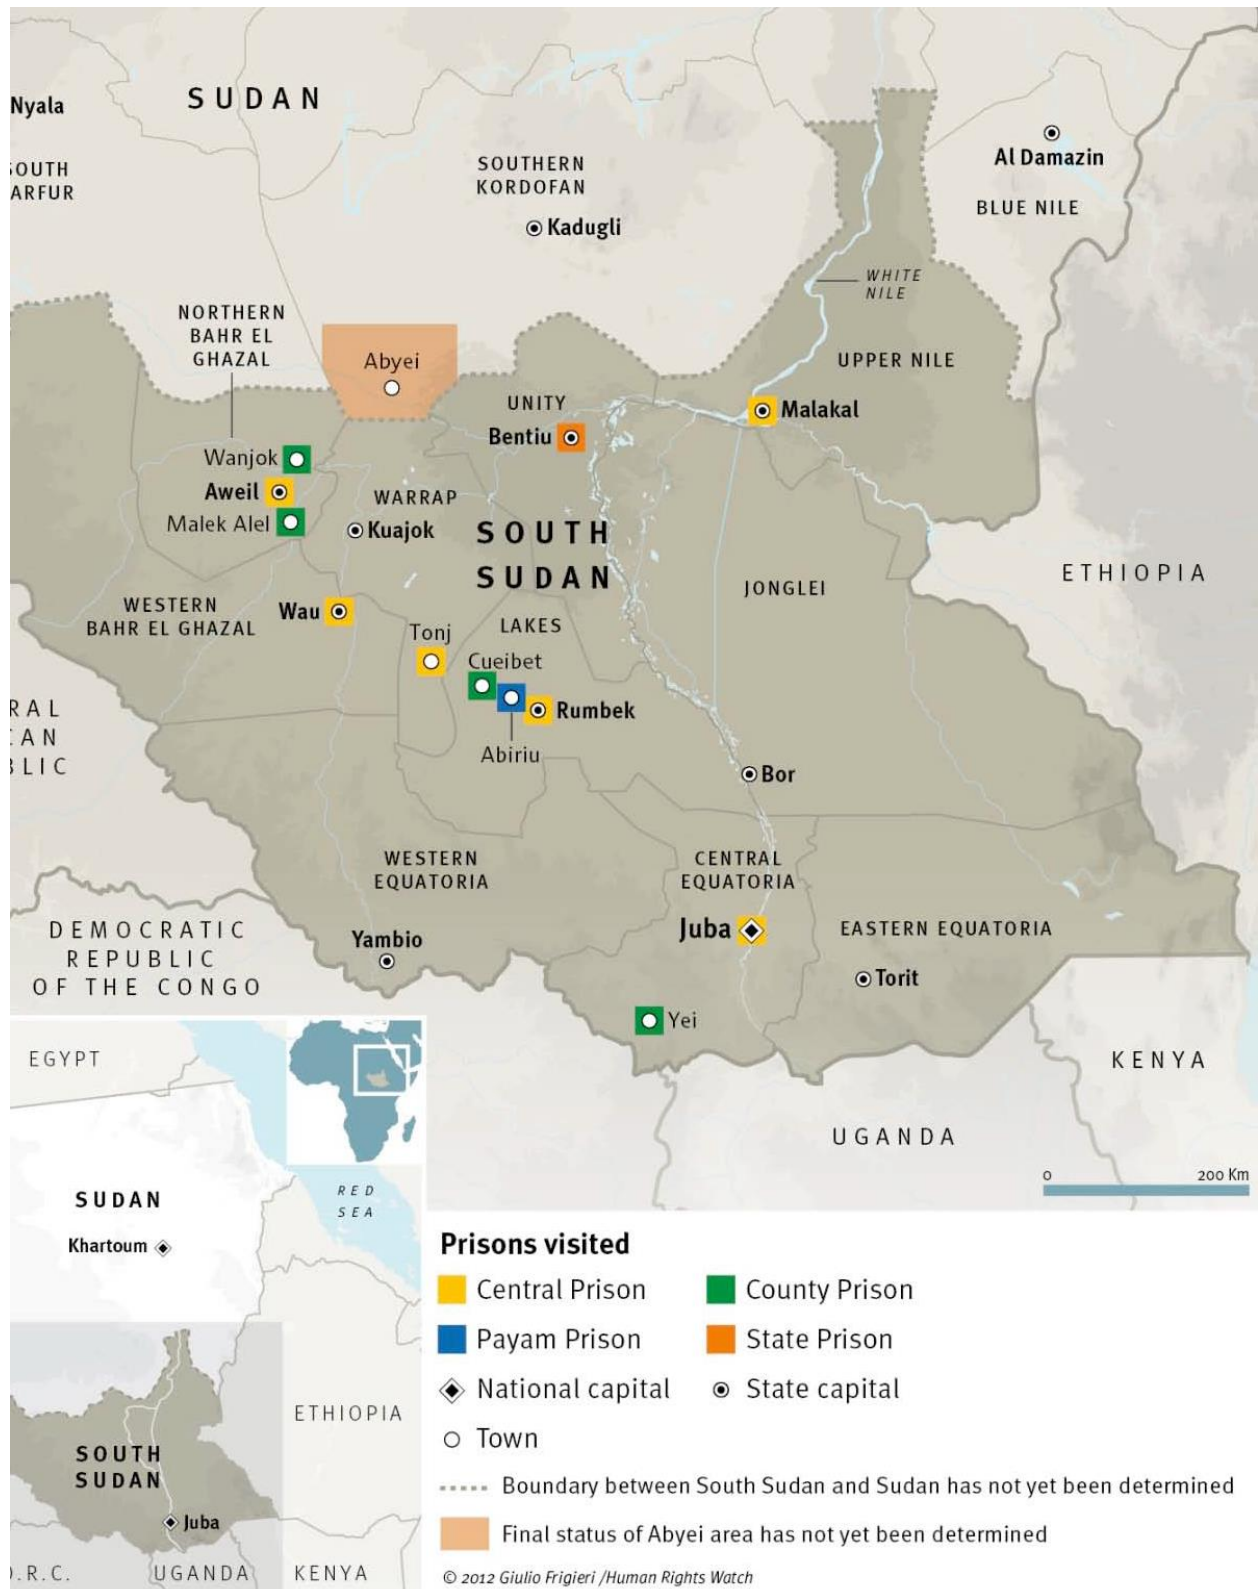 SUDAN
Nyala
SOUTH
ARFUR
SOUTHERN
KORDOFAN
Kadugli
Al Damazin
BLUE NILE
WHITE
NILE
NORTHERN
BAHR EL
GHAZAL
Abyei
UPPER NILE
UNITY
Bentiu
Malakal
Wanjok
Aweil
Malek Alel
WARRAP
Kuajok
SOUTH
SUDAN
ETHIOPIA
JONGLEI
WESTERN
BAHR EL GHAZAL
Wau
Tonj
LAKES
Cueibet
Rumbek
Abiriu
RAL
CAN
BLIC
Bor
WESTERN
EQUATORIA
CENTRAL
EQUATORIA
Juba
EASTERN EQUATORIA
DEMOCRATIC
REPUBLIC
OF THE CONGO
Yambio
Torit
Yei
KENYA
UGANDA
0 200 Km
EGYPT
RED
SEA
SUDAN
Khartoum
ETHIOPIA
SOUTH
SUDAN
Juba
D.R.C.
UGANDA
KENYA
Prisons visited
Central Prison
County Prison
Payam Prison
State Prison
National capital
State capital
Town
Boundary between South Sudan and Sudan has not yet been determined
Final status of Abyei area has not yet been determined
© 2012 Giulio Frigieri /Human Rights Watch